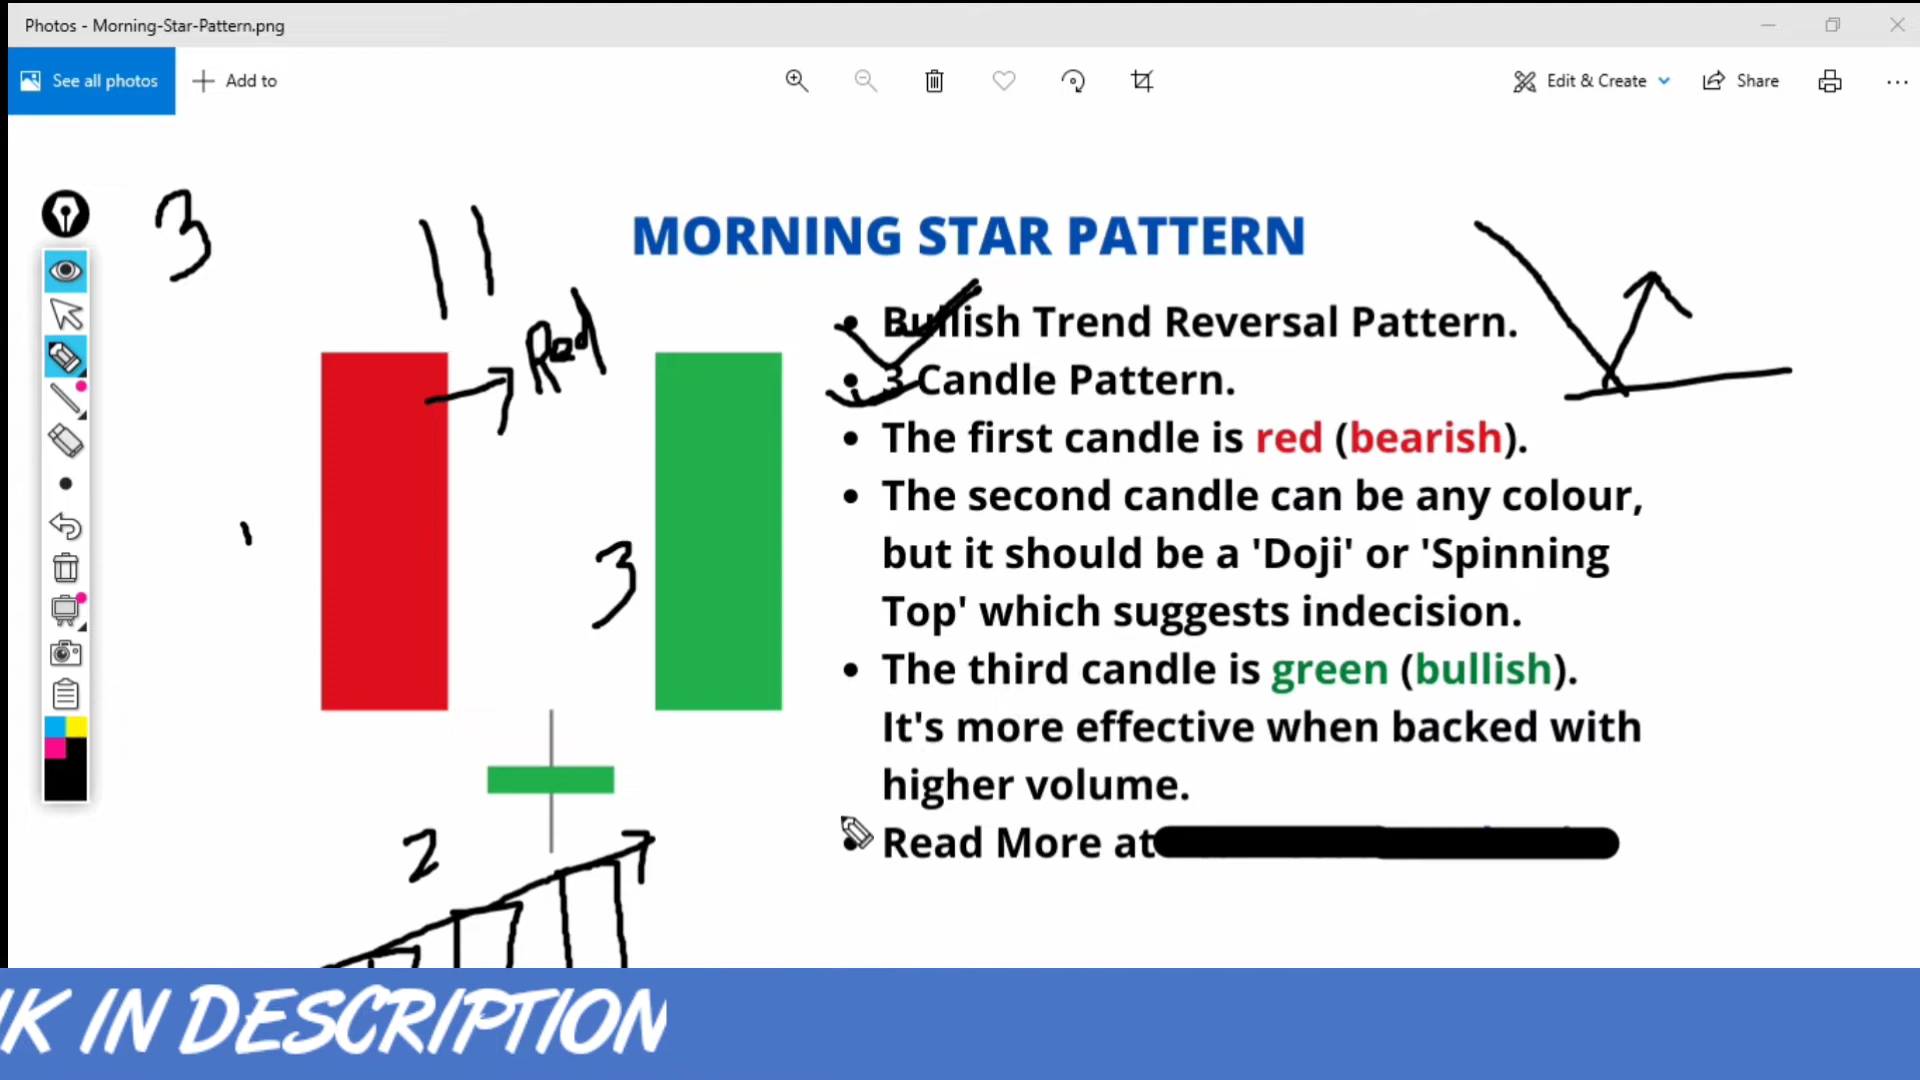 Photos - Morning-Star-Pattern.png
See all photos
Add to
Edit & Create
Share
3
11
MORNING STAR PATTERN
Red
• Bullish Trend Reversal Pattern.
• 3 Candle Pattern.
• The first candle is red (bearish).
• The second candle can be any colour,
but it should be a 'Doji' or 'Spinning
Top' which suggests indecision.
3
• The third candle is green (bullish).
It's more effective when backed with
higher volume.
2
• Read More at
K IN DESCRIPTION